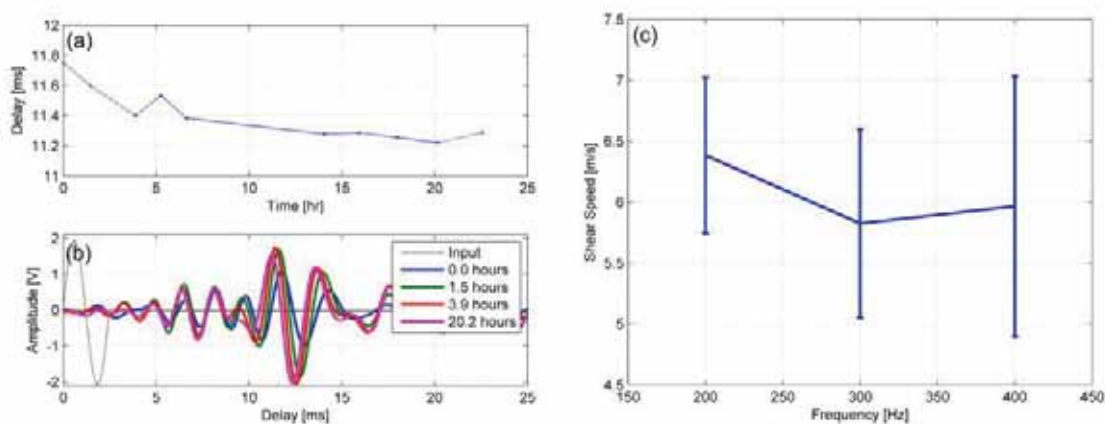 (a)
Delay [ms]
12
11.8
11.6
11.4
11.2
11
0 5 10 15 20 25
Time [hr]
(b)
Amplitude [V]
2
1
0
-1
-2
0 5 10 15 20 25
Delay [ms]
Input
0.0 hours
1.5 hours
3.9 hours
20.2 hours
(c)
Shear Speed [m/s]
7.5
7
6.5
6
5.5
5
4.5
150 200 250 300 350 400 450
Frequency [Hz]